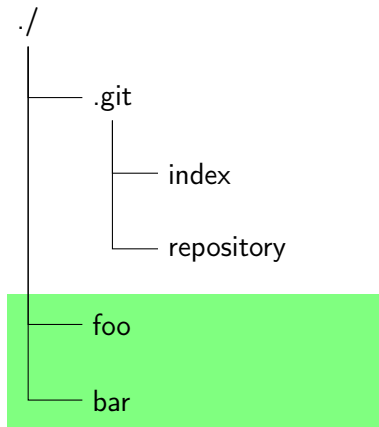 ./
.git
index
repository
foo
bar